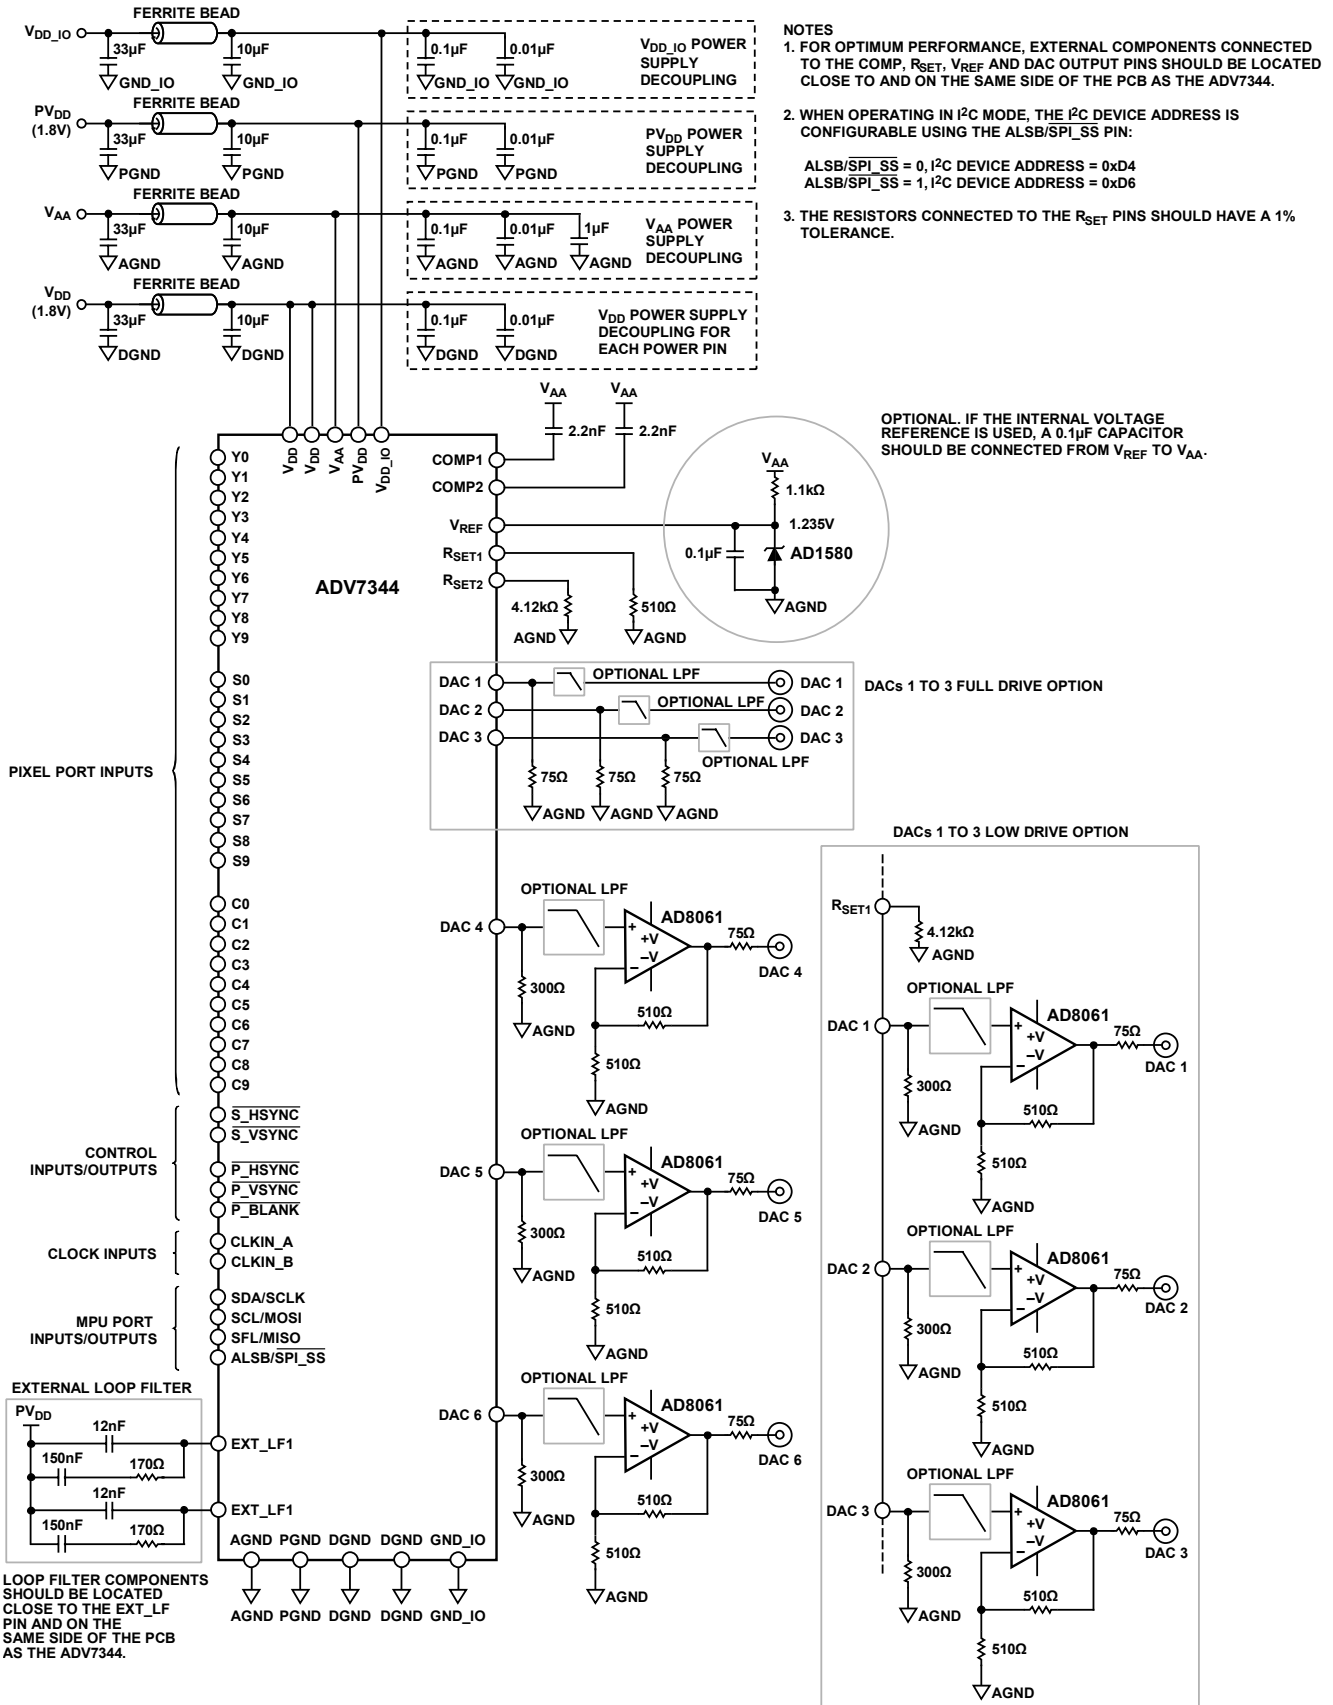 FERRITE BEAD
VDD_IO
33µF
10µF
0.1µF
0.01µF
GND_IO
GND_IO
GND_IO
GND_IO
VDD_IO POWER
SUPPLY
DECOUPLING
FERRITE BEAD
PVDD
(1.8V)
33µF
10µF
0.1µF
0.01µF
PGND
PGND
PGND
PGND
PVDD POWER
SUPPLY
DECOUPLING
FERRITE BEAD
VAA
33µF
10µF
0.1µF
0.01µF
1µF
AGND
AGND
AGND
AGND
AGND
VAA POWER
SUPPLY
DECOUPLING
FERRITE BEAD
VDD
(1.8V)
33µF
10µF
0.1µF
0.01µF
DGND
DGND
DGND
DGND
VDD POWER SUPPLY
DECOUPLING FOR
EACH POWER PIN
NOTES
1. FOR OPTIMUM PERFORMANCE, EXTERNAL COMPONENTS CONNECTED
TO THE COMP, RSET, VREF AND DAC OUTPUT PINS SHOULD BE LOCATED
CLOSE TO AND ON THE SAME SIDE OF THE PCB AS THE ADV7344.
2. WHEN OPERATING IN I2C MODE, THE I2C DEVICE ADDRESS IS
CONFIGURABLE USING THE ALSB/SPI_SS PIN:
ALSB/SPI_SS = 0, I2C DEVICE ADDRESS = 0xD4
ALSB/SPI_SS = 1, I2C DEVICE ADDRESS = 0xD6
3. THE RESISTORS CONNECTED TO THE RSET PINS SHOULD HAVE A 1%
TOLERANCE.
VAA
VAA
2.2nF
2.2nF
VDD
VDD
VAA
PVDD
VDD_IO
COMP1
COMP2
VREF
RSET1
RSET2
ADV7344
4.12kΩ
510Ω
AGND
AGND
OPTIONAL. IF THE INTERNAL VOLTAGE
REFERENCE IS USED, A 0.1µF CAPACITOR
SHOULD BE CONNECTED FROM VREF TO VAA.
VAA
1.1kΩ
1.235V
0.1µF
AD1580
AGND
PIXEL PORT INPUTS
Y0
Y1
Y2
Y3
Y4
Y5
Y6
Y7
Y8
Y9
S0
S1
S2
S3
S4
S5
S6
S7
S8
S9
C0
C1
C2
C3
C4
C5
C6
C7
C8
C9
CONTROL
INPUTS/OUTPUTS
S_HSYNC
S_VSYNC
P_HSYNC
P_VSYNC
P_BLANK
CLOCK INPUTS
CLKIN_A
CLKIN_B
MPU PORT
INPUTS/OUTPUTS
SDA/SCLK
SCL/MOSI
SFL/MISO
ALSB/SPI_SS
EXTERNAL LOOP FILTER
PVDD
12nF
150nF
170Ω
12nF
150nF
170Ω
EXT_LF1
EXT_LF1
LOOP FILTER COMPONENTS
SHOULD BE LOCATED
CLOSE TO THE EXT_LF
PIN AND ON THE
SAME SIDE OF THE PCB
AS THE ADV7344.
AGND PGND DGND DGND GND_IO
AGND PGND DGND DGND GND_IO
DAC 1
OPTIONAL LPF
DAC 1
DAC 2
OPTIONAL LPF
DAC 2
DAC 3
DAC 3
OPTIONAL LPF
75Ω
75Ω
75Ω
AGND
AGND
AGND
DACs 1 TO 3 FULL DRIVE OPTION
OPTIONAL LPF
DAC 4
AD8061
+
+V
–V
–
75Ω
DAC 4
300Ω
AGND
510Ω
510Ω
AGND
OPTIONAL LPF
DAC 5
AD8061
+
+V
–V
–
75Ω
DAC 5
300Ω
AGND
510Ω
510Ω
AGND
OPTIONAL LPF
DAC 6
AD8061
+
+V
–V
–
75Ω
DAC 6
300Ω
AGND
510Ω
510Ω
AGND
DACs 1 TO 3 LOW DRIVE OPTION
RSET1
4.12kΩ
AGND
OPTIONAL LPF
DAC 1
AD8061
+
+V
–V
–
75Ω
DAC 1
300Ω
AGND
510Ω
510Ω
AGND
OPTIONAL LPF
DAC 2
AD8061
+
+V
–V
–
75Ω
DAC 2
300Ω
AGND
510Ω
510Ω
AGND
OPTIONAL LPF
DAC 3
AD8061
+
+V
–V
–
75Ω
DAC 3
300Ω
AGND
510Ω
510Ω
AGND